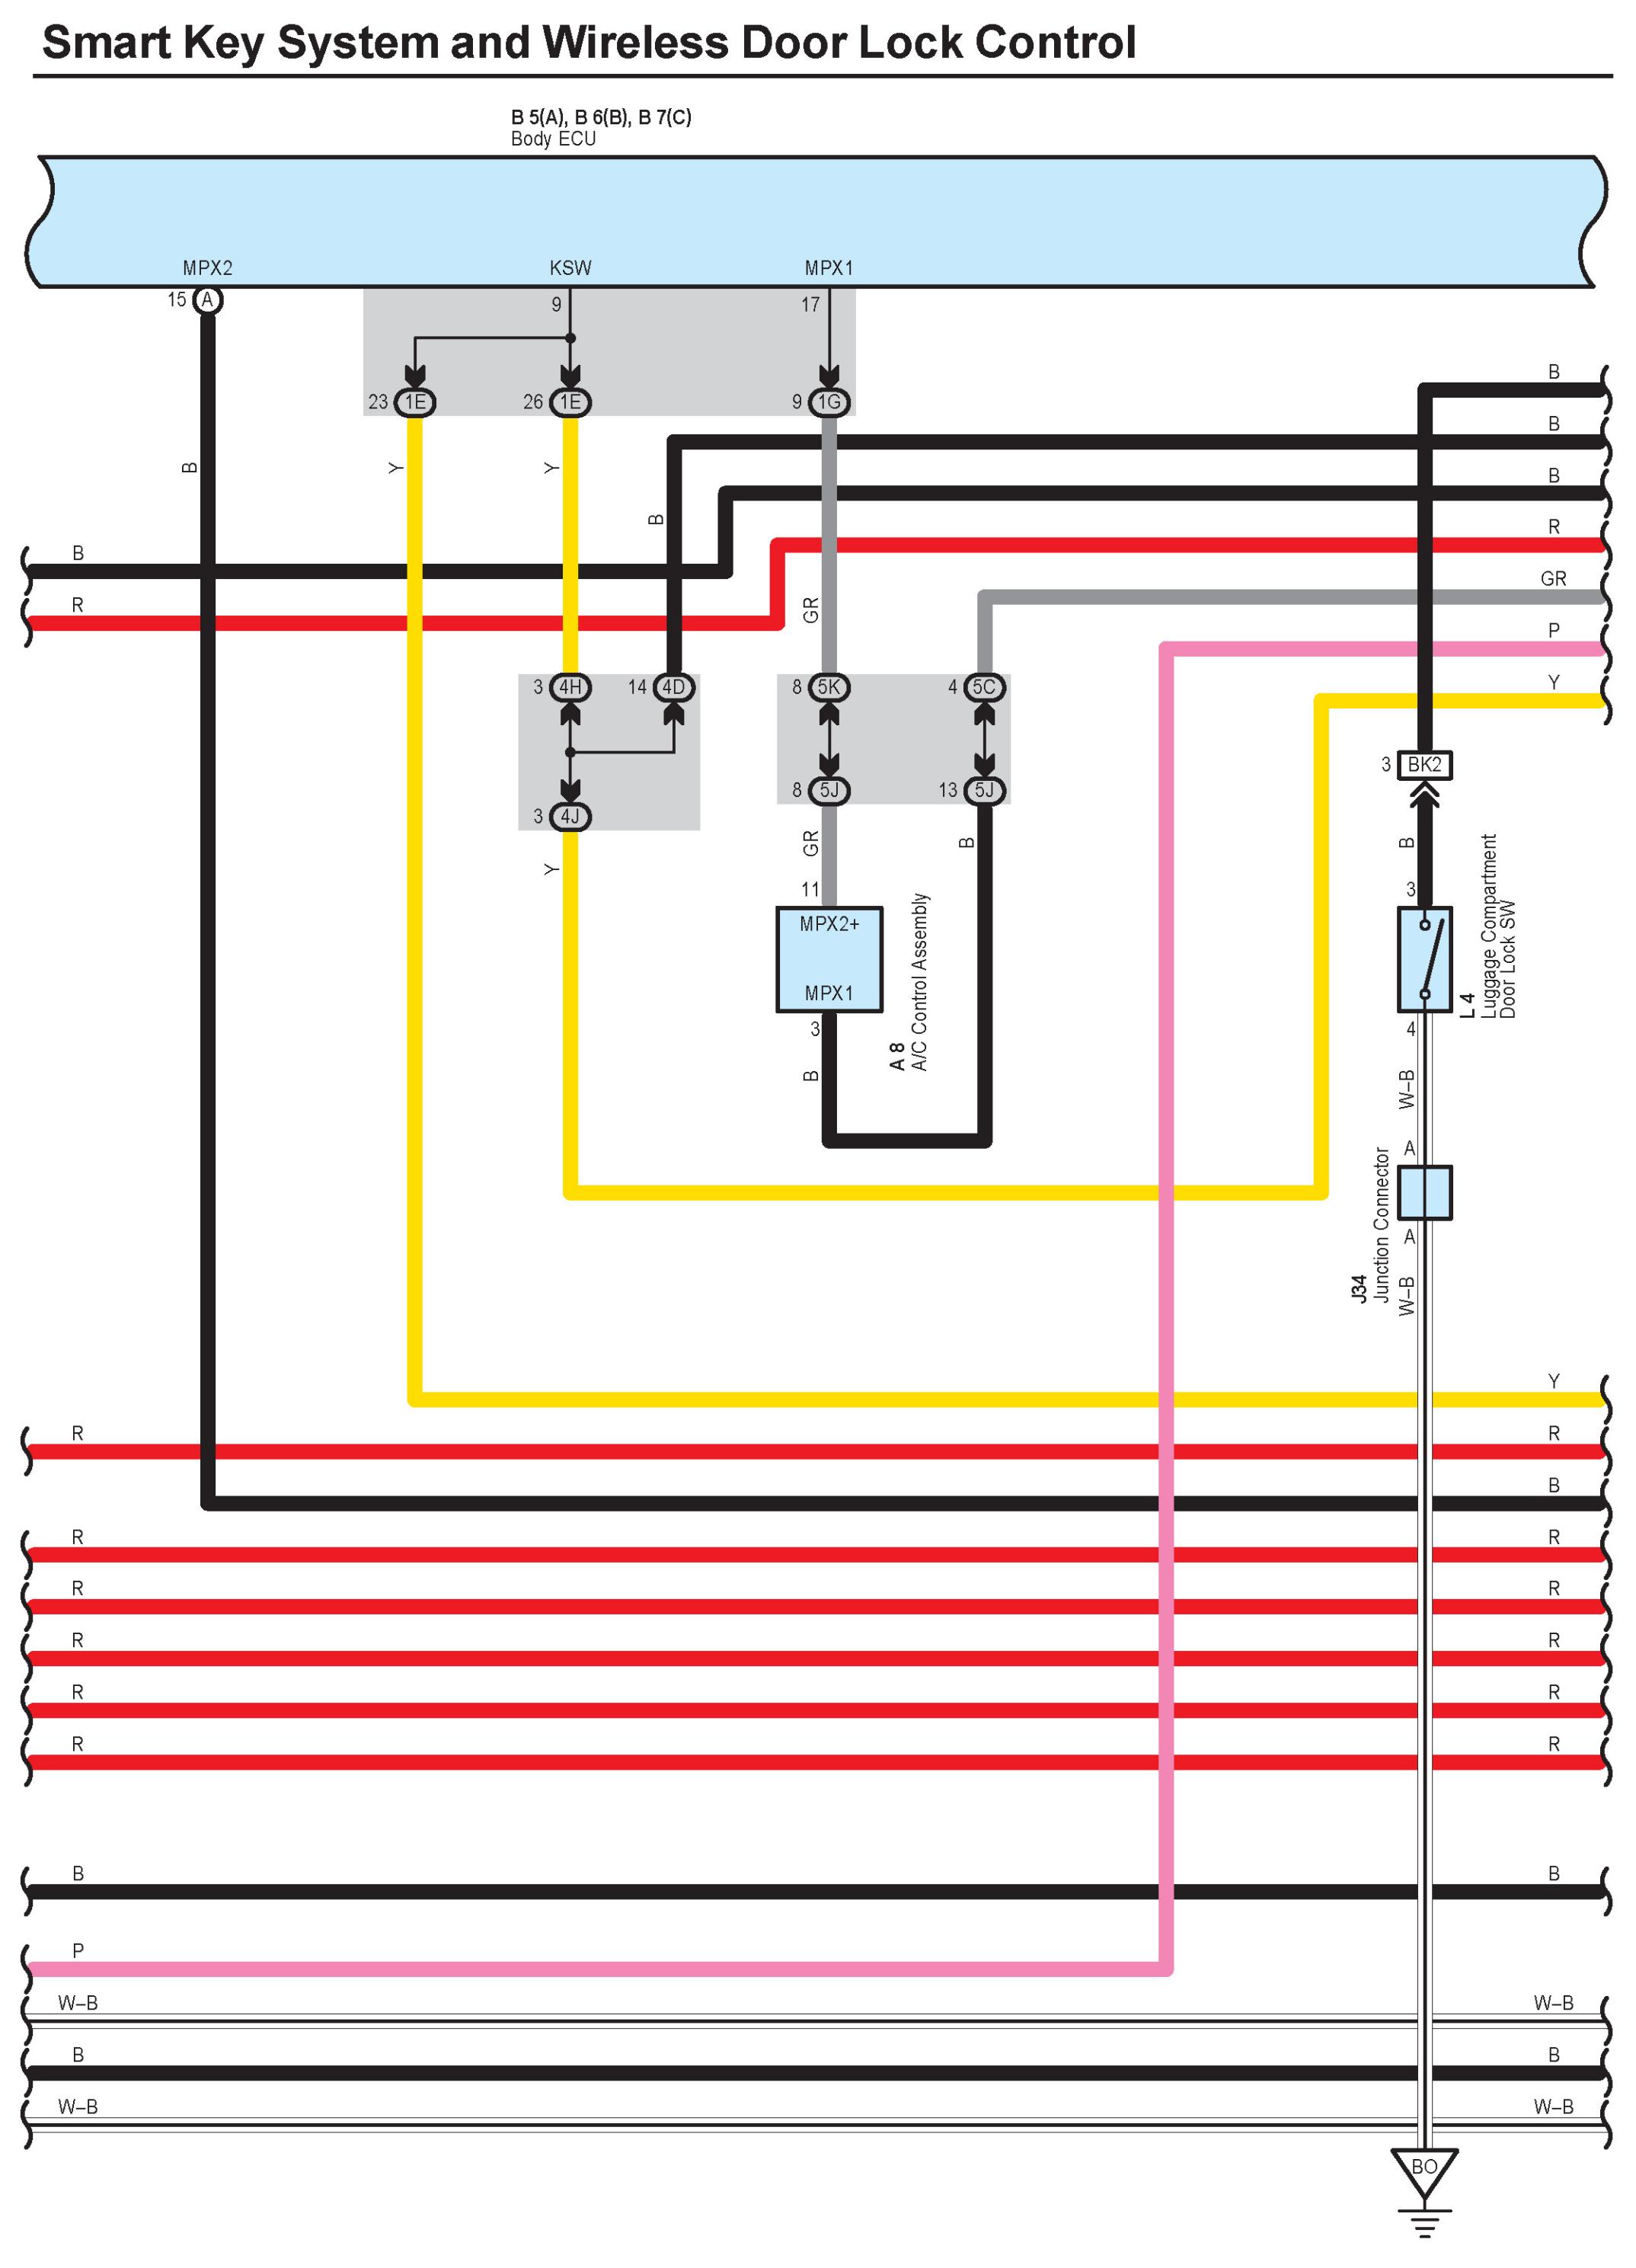 Smart Key System and Wireless Door Lock Control
B 5(A), B 6(B), B 7(C)
Body ECU
MPX2
KSW
MPX1
15 A
9
17
23 1E
26 1E
9 1G
B
B
B
Y
Y
B
B
B
R
R
GR
GR
P
Y
3 4H
14 4D
8 5K
4 5C
3 BK2
8 5J
13 5J
3 4J
Y
GR
B
B
11
3
MPX2+
MPX1
3
B
A 8
A/C Control Assembly
L 4
Luggage Compartment
Door Lock SW
4
W–B
A
J34
Junction Connector
A
W–B
Y
R
R
B
R
R
R
R
R
R
R
R
R
R
B
B
P
W–B
W–B
B
B
W–B
W–B
BO